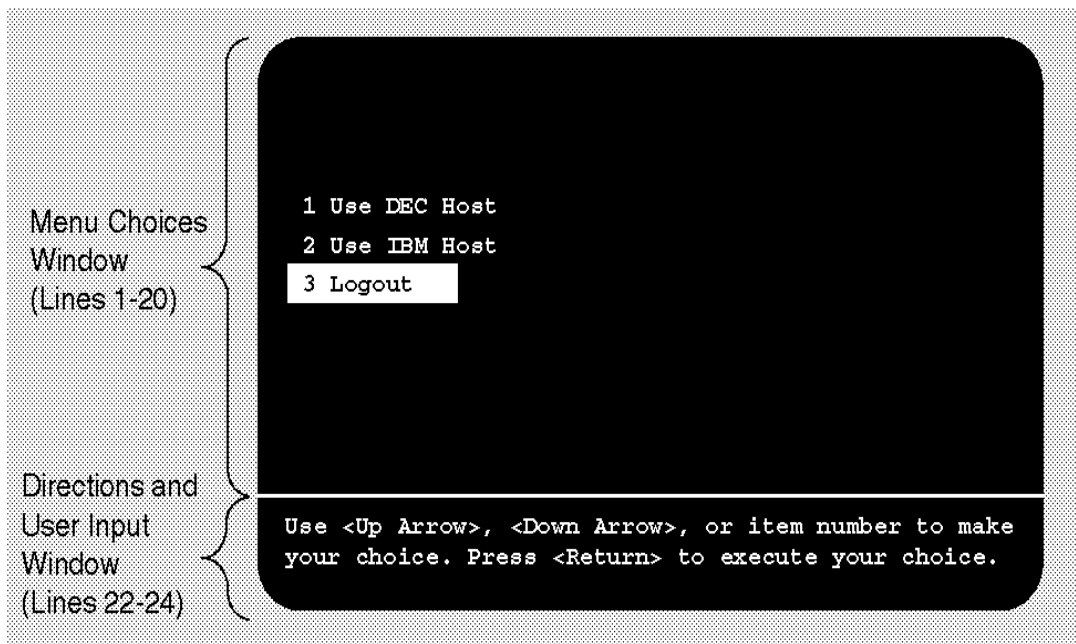 Menu Choices
Window
(Lines 1-20)
1 Use DEC Host
2 Use IBM Host
3 Logout
Directions and
User Input
Window
(Lines 22-24)
Use <Up Arrow>, <Down Arrow>, or item number to make
your choice. Press <Return> to execute your choice.